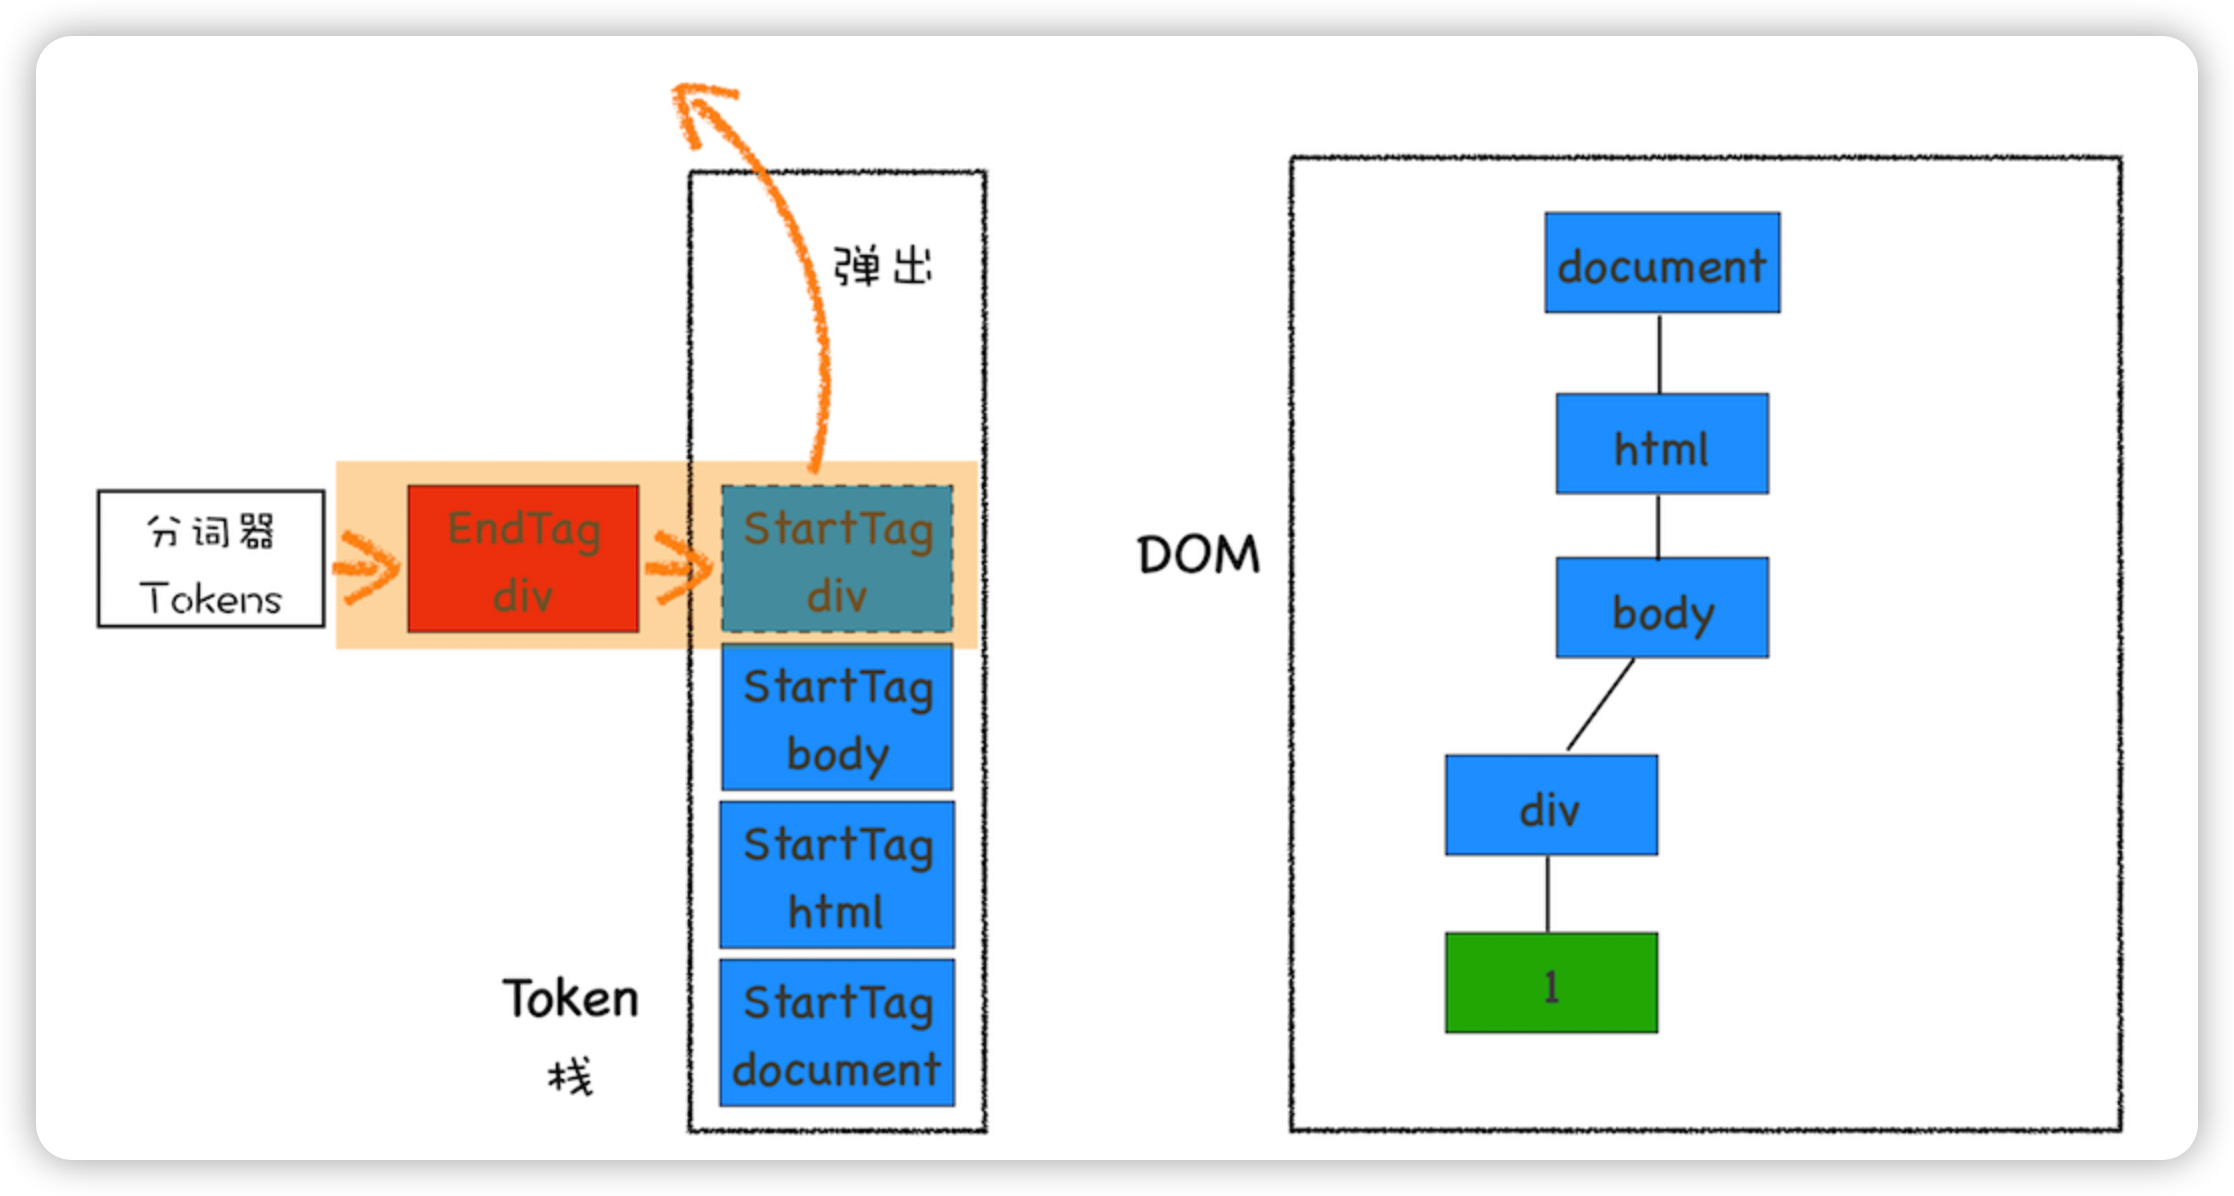 弹出
分词器
Tokens
EndTag
div
StartTag
div
StartTag
body
StartTag
html
StartTag
document
Token
栈
DOM
document
html
body
div
1